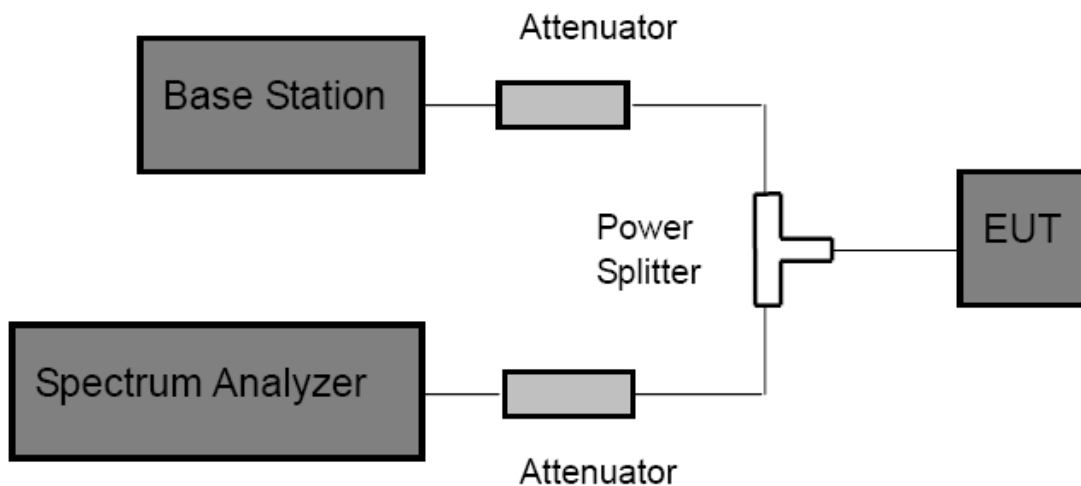 Attenuator
Base Station
Power
Splitter
EUT
Spectrum Analyzer
Attenuator